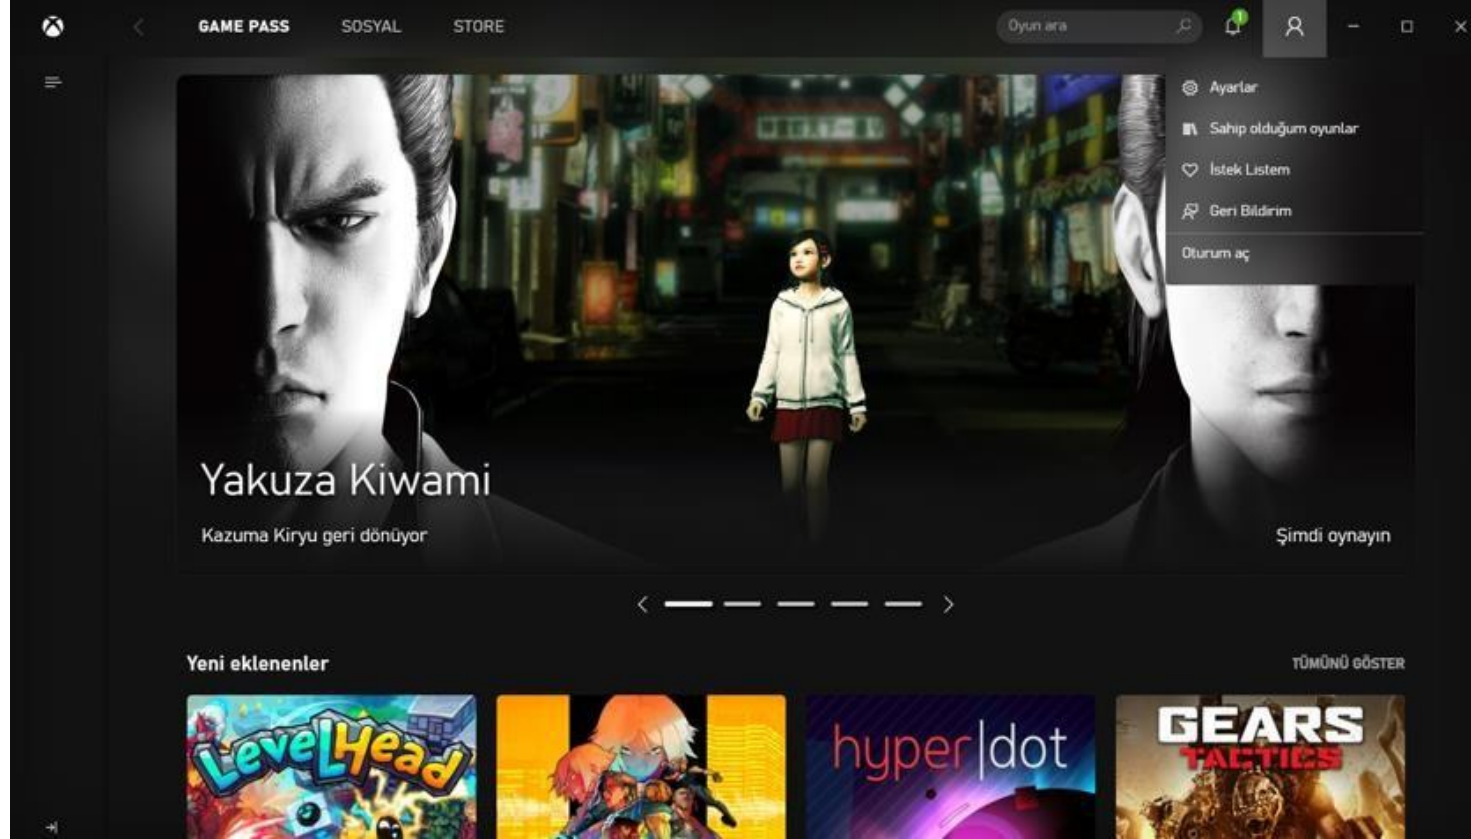 GAME PASS SOSYAL STORE Oyun ara 1
Ayarlar
Sahip olduğum oyunlar
İstek Listem
Geri Bildirim
Oturum aç
Yakuza Kiwami
Kazuma Kiryu geri dönüyor Şimdi oynayın
Yeni eklenenler TÜMÜNÜ GÖSTER
LevelHead
hyper|dot
GEARS
TACTICS